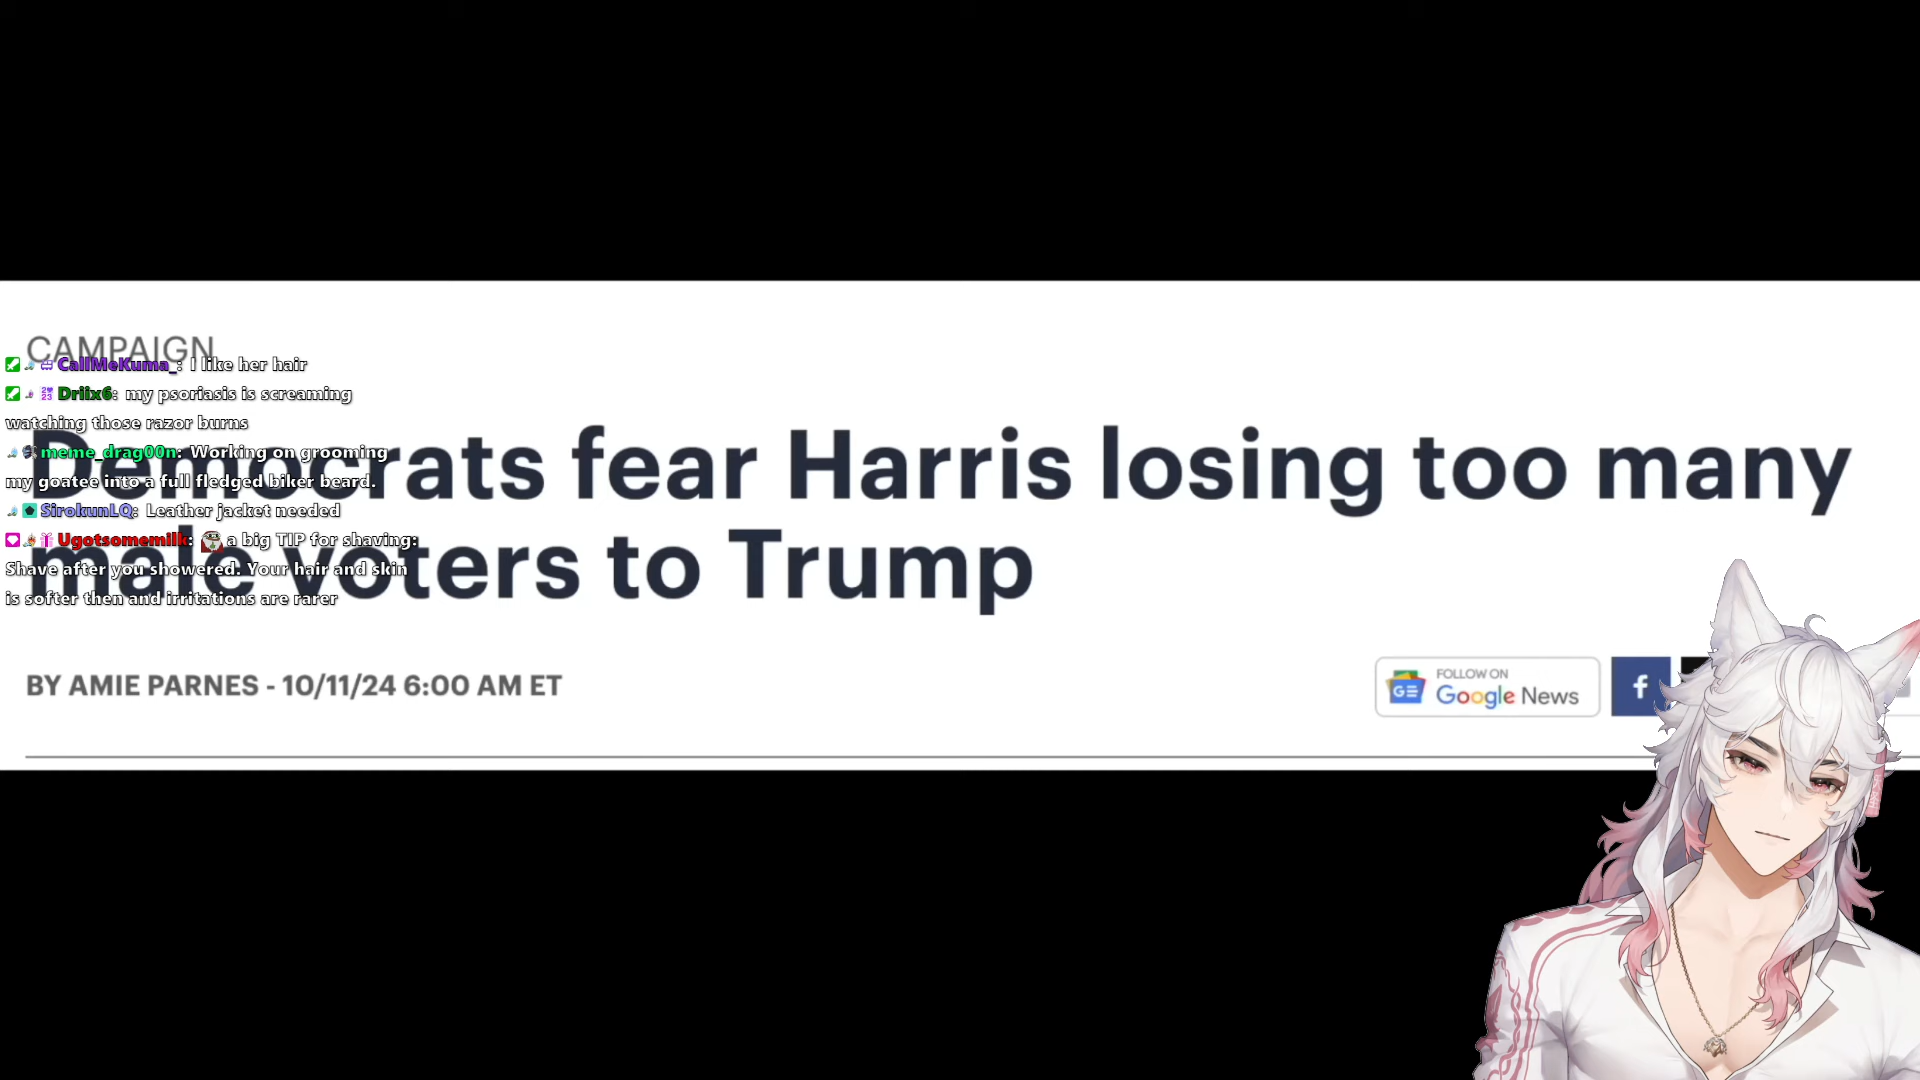 CAMPAIGN
CallMeKuma_: I like her hair
Driix6: my psoriasis is screaming
watching those razor burns
meme_drag00n: Working on grooming
my goatee into a full fledged biker beard.
SirokunLQ: Leather jacket needed
Ugotsomemilk: a big TIP for shaving:
Shave after you showered. Your hair and skin
is softer then and irritations are rarer
Democrats fear Harris losing too many
male voters to Trump
BY AMIE PARNES - 10/11/24 6:00 AM ET
FOLLOW ON
GE Google News
f